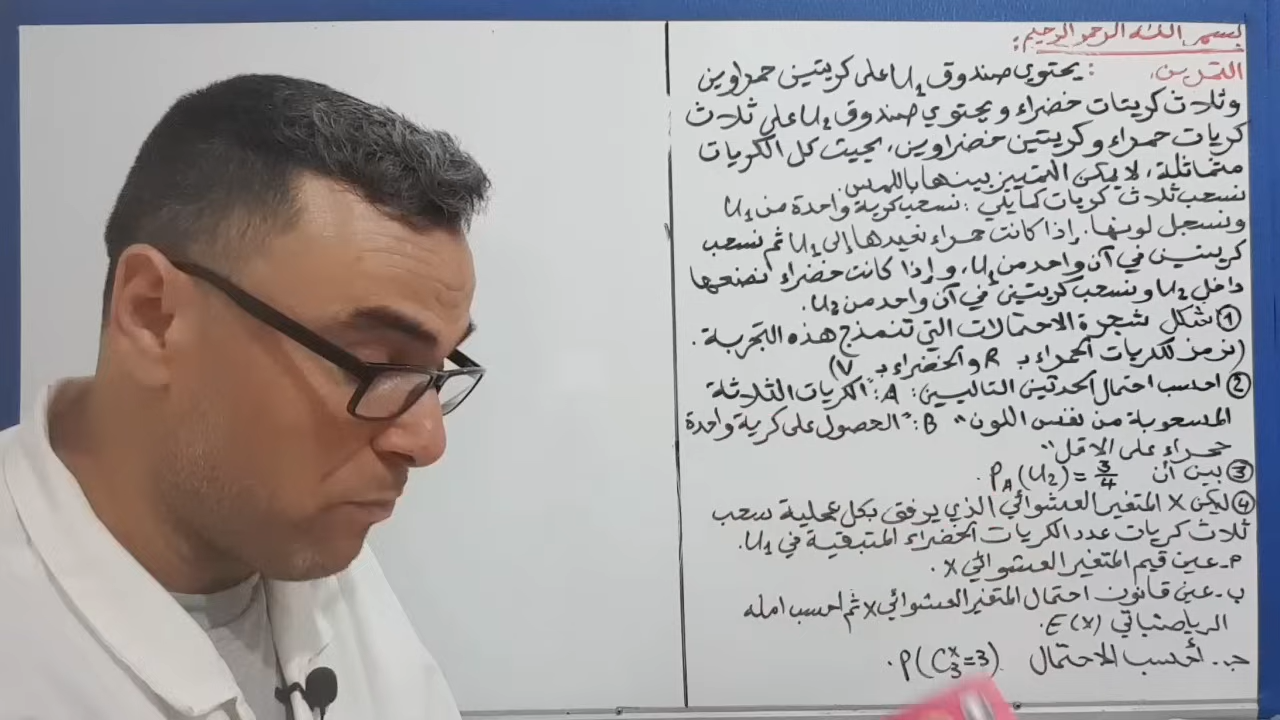 بسم الله الرحمن الرحيم:
التمرين: يحتوي صندوق U₁ على كريتين حمراوين
وثلاث كريات خضراء ويحتوي صندوق U₂ على ثلاث
كريات حمراء وكريتين خضراوين، بحيث كل الكريات
متماثلة، لا يمكن التمييز بينها باللمس.
نسحب ثلاث كريات كمايلي: نسحب كرية واحدة من U₁
ونسجل لونها. إذا كانت حمراء نعيدها إلى U₁ ثم نسحب
كريتين في آن واحد من U₁، وإذا كانت خضراء نضعها
داخل U₂ ونسحب كريتين في آن واحد من U₂.
① شكل شجرة الاحتمالات التي تنمذج هذه التجربة.
(نرمز للكريات الحمراء بـ R والخضراء بـ V)
② احسب احتمال الحدثين التاليين: A: "الكريات الثلاثة
المسحوبة من نفس اللون" B: "الحصول على كرية واحدة
حمراء على الاقل"
③ بين أن P_A(U₂) = 3/4 .
④ ليكن X المتغير العشوائي الذي يرفق بكل عملية سحب
ثلاث كريات عدد الكريات الخضراء المتبقية في U₁.
أ- عين قيم المتغير العشوائي X.
ب- عين قانون احتمال المتغير العشوائي X ثم احسب امله
الرياضياتي E(X).
جـ- أحسب الاحتمال P(C₃ˣ=3).